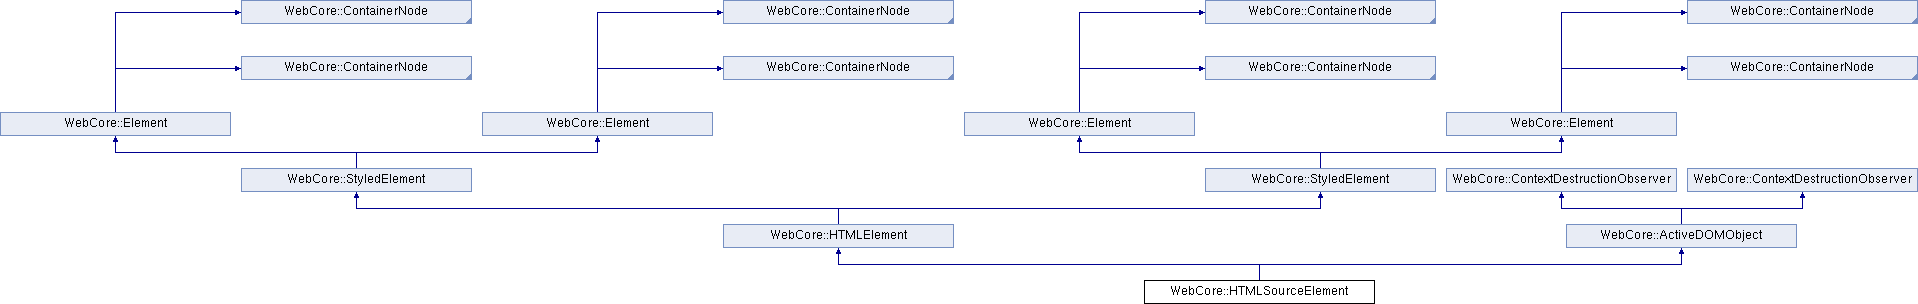 WebCore::ContainerNode
WebCore::ContainerNode
WebCore::ContainerNode
WebCore::ContainerNode
WebCore::ContainerNode
WebCore::ContainerNode
WebCore::ContainerNode
WebCore::ContainerNode
WebCore::Element
WebCore::Element
WebCore::Element
WebCore::Element
WebCore::StyledElement
WebCore::StyledElement
WebCore::ContextDestructionObserver
WebCore::ContextDestructionObserver
WebCore::HTMLElement
WebCore::ActiveDOMObject
WebCore::HTMLSourceElement